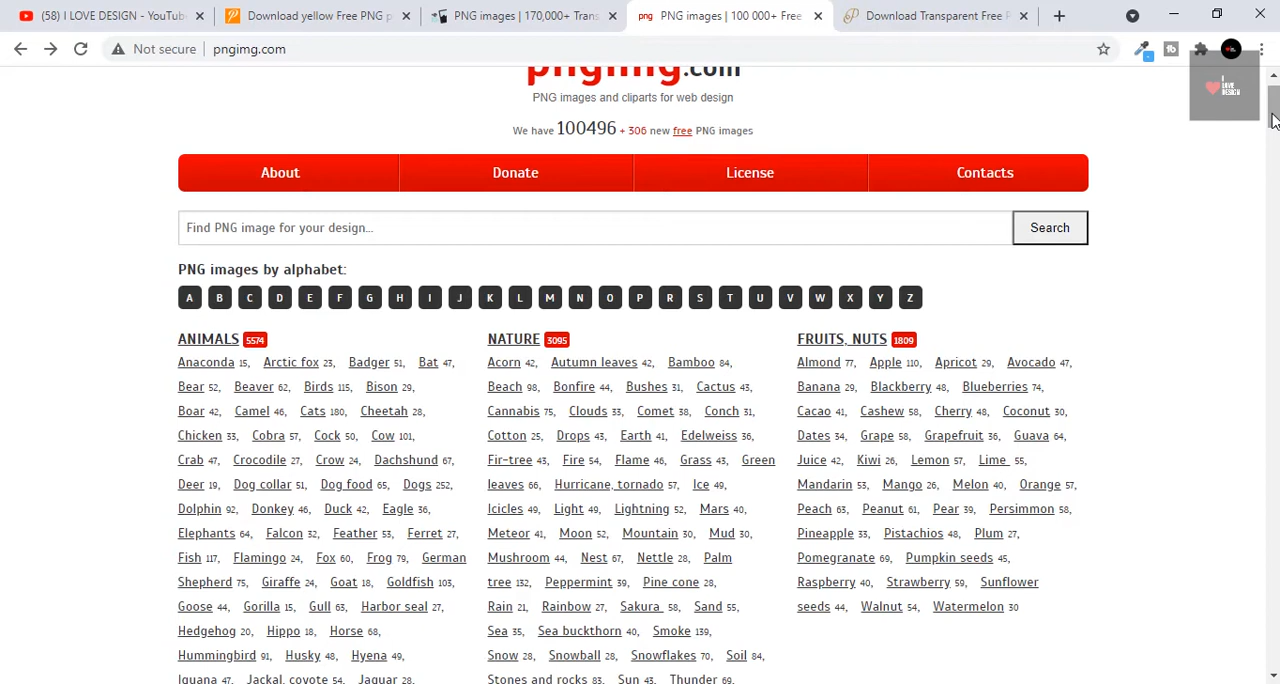 (58) I LOVE DESIGN - YouTub
Download yellow Free PNG p
PNG images | 170,000+ Trans
png PNG images | 100 000+ Free
Download Transparent Free P
Not secure pngimg.com
pngimg.com
PNG images and cliparts for web design
We have 100496 + 306 new free PNG images
I LOVE DESIGN
About Donate License Contacts
Find PNG image for your design... Search
PNG images by alphabet:
A B C D E F G H I J K L M N O P R S T U V W X Y Z
ANIMALS 5574
Anaconda 15, Arctic fox 23, Badger 51, Bat 47,
Bear 52, Beaver 62, Birds 115, Bison 29,
Boar 42, Camel 46, Cats 180, Cheetah 28,
Chicken 33, Cobra 57, Cock 50, Cow 101,
Crab 47, Crocodile 27, Crow 24, Dachshund 67,
Deer 19, Dog collar 51, Dog food 65, Dogs 252,
Dolphin 92, Donkey 46, Duck 42, Eagle 36,
Elephants 64, Falcon 32, Feather 53, Ferret 27,
Fish 117, Flamingo 24, Fox 60, Frog 79, German
Shepherd 75, Giraffe 24, Goat 18, Goldfish 103,
Goose 44, Gorilla 15, Gull 63, Harbor seal 27,
Hedgehog 20, Hippo 18, Horse 68,
Hummingbird 91, Husky 48, Hyena 49,
Iguana 47, Jackal, coyote 54, Jaguar 28,
NATURE 3095
Acorn 42, Autumn leaves 42, Bamboo 84,
Beach 98, Bonfire 44, Bushes 31, Cactus 43,
Cannabis 75, Clouds 33, Comet 38, Conch 31,
Cotton 25, Drops 43, Earth 41, Edelweiss 36,
Fir-tree 43, Fire 54, Flame 46, Grass 43, Green
leaves 66, Hurricane, tornado 57, Ice 49,
Icicles 49, Light 49, Lightning 52, Mars 40,
Meteor 41, Moon 52, Mountain 30, Mud 30,
Mushroom 44, Nest 67, Nettle 28, Palm
tree 132, Peppermint 39, Pine cone 28,
Rain 21, Rainbow 27, Sakura 58, Sand 55,
Sea 35, Sea buckthorn 40, Smoke 139,
Snow 28, Snowball 28, Snowflakes 70, Soil 84,
Stones and rocks 83, Sun 43, Thunder 69,
FRUITS, NUTS 1809
Almond 77, Apple 110, Apricot 29, Avocado 47,
Banana 29, Blackberry 48, Blueberries 74,
Cacao 41, Cashew 58, Cherry 48, Coconut 30,
Dates 34, Grape 58, Grapefruit 36, Guava 64,
Juice 42, Kiwi 26, Lemon 57, Lime 55,
Mandarin 53, Mango 26, Melon 40, Orange 57,
Peach 63, Peanut 61, Pear 39, Persimmon 58,
Pineapple 33, Pistachios 48, Plum 27,
Pomegranate 69, Pumpkin seeds 45,
Raspberry 40, Strawberry 59, Sunflower
seeds 44, Walnut 54, Watermelon 30